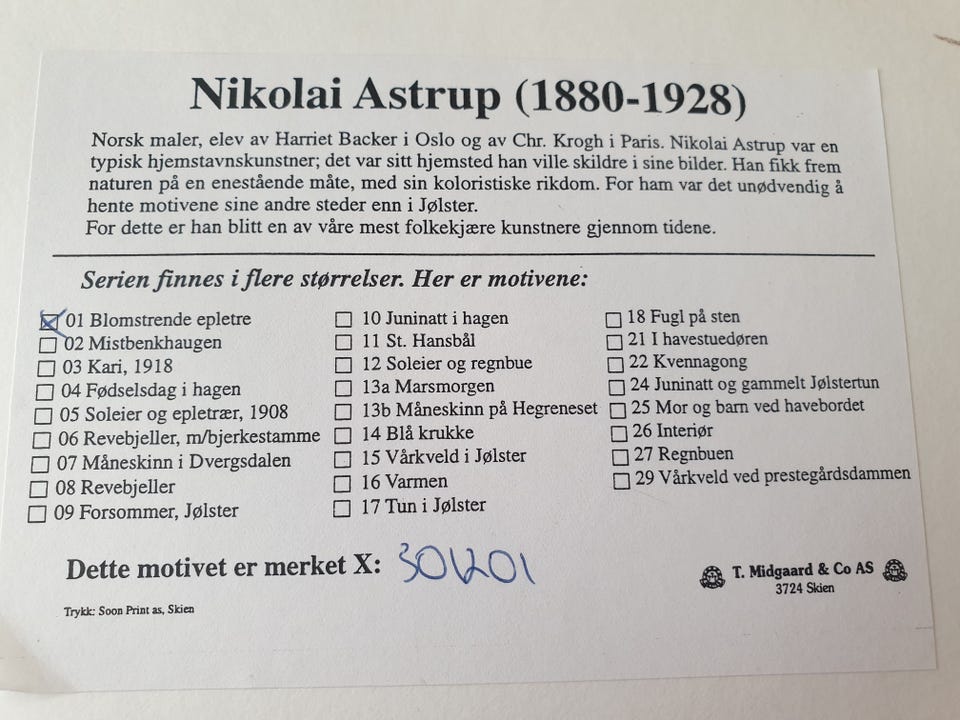 Nikolai Astrup (1880-1928)
Norsk maler, elev av Harriet Backer i Oslo og av Chr. Krogh i Paris. Nikolai Astrup var en
typisk hjemstavnskunstner; det var sitt hjemsted han ville skildre i sine bilder. Han fikk frem
naturen på en enestående måte, med sin koloristiske rikdom. For ham var det unødvendig å
hente motivene sine andre steder enn i Jølster.
For dette er han blitt en av våre mest folkekjære kunstnere gjennom tidene.
Serien finnes i flere størrelser. Her er motivene:
01 Blomstrende epletre
02 Mistbenkhaugen
03 Kari, 1918
04 Fødselsdag i hagen
05 Soleier og epletrær, 1908
06 Revebjeller, m/bjerkestamme
07 Måneskinn i Dvergsdalen
08 Revebjeller
09 Forsommer, Jølster
10 Juninatt i hagen
11 St. Hansbål
12 Soleier og regnbue
13a Marsmorgen
13b Måneskinn på Hegreneset
14 Blå krukke
15 Vårkveld i Jølster
16 Varmen
17 Tun i Jølster
18 Fugl på sten
21 I havestuedøren
22 Kvennagong
24 Juninatt og gammelt Jølstertun
25 Mor og barn ved havebordet
26 Interiør
27 Regnbuen
29 Vårkveld ved prestegårdsdammen
Dette motivet er merket X: 301201
T. Midgaard & Co AS
3724 Skien
Trykk: Soon Print as, Skien